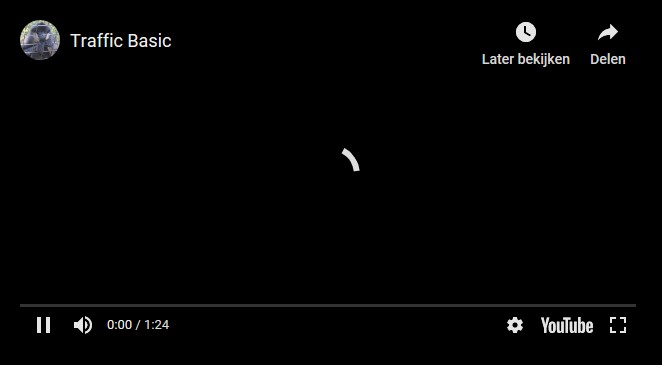 Traffic Basic
Later bekijken
Delen
0:00 / 1:24
YouTube